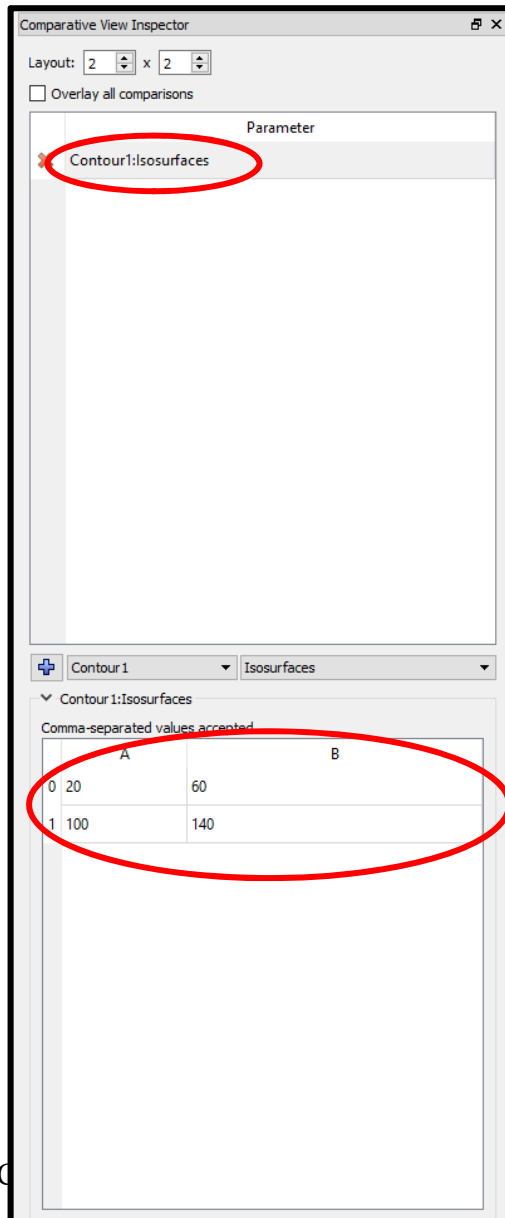 Comparative View Inspector
Layout: 2 x 2
Overlay all comparisons
Parameter
Contour1:Isosurfaces
Contour1 Isosurfaces
Contour1:Isosurfaces
Comma-separated values accepted
A B
0 20 60
1 100 140